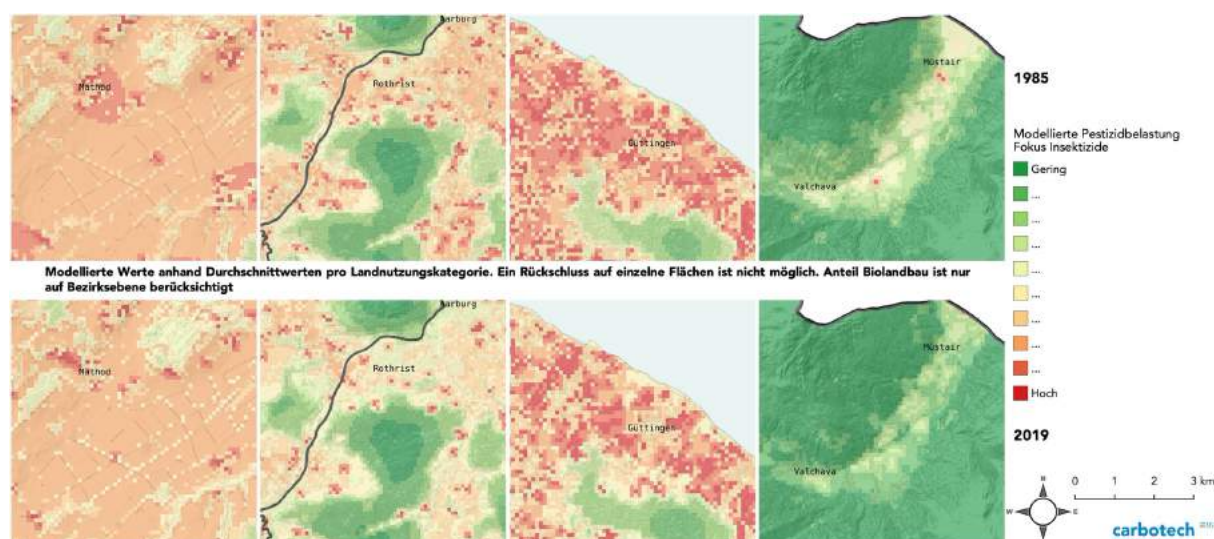 Aarburg
Mathod
Rothrist
Güttingen
Müstair
Valchava
1985
Modellierte Pestizidbelastung
Fokus Insektizide
Gering
...
...
...
...
...
...
...
...
Hoch
Modellierte Werte anhand Durchschnittwerten pro Landnutzungskategorie. Ein Rückschluss auf einzelne Flächen ist nicht möglich. Anteil Biolandbau ist nur
auf Bezirksebene berücksichtigt
Aarburg
Mathod
Rothrist
Güttingen
Müstair
Valchava
2019
0 1 2 3 km
N
W E
S
carbotech